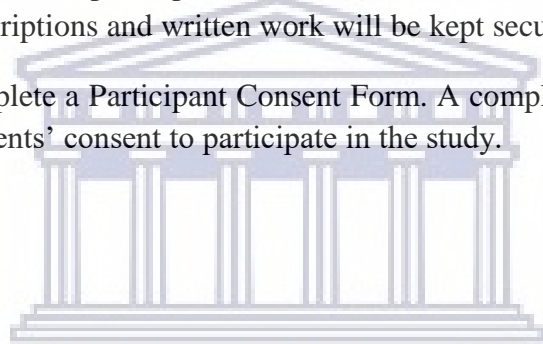 criptions and written work will be kept secu
plete a Participant Consent Form. A compl
ents’ consent to participate in the study.